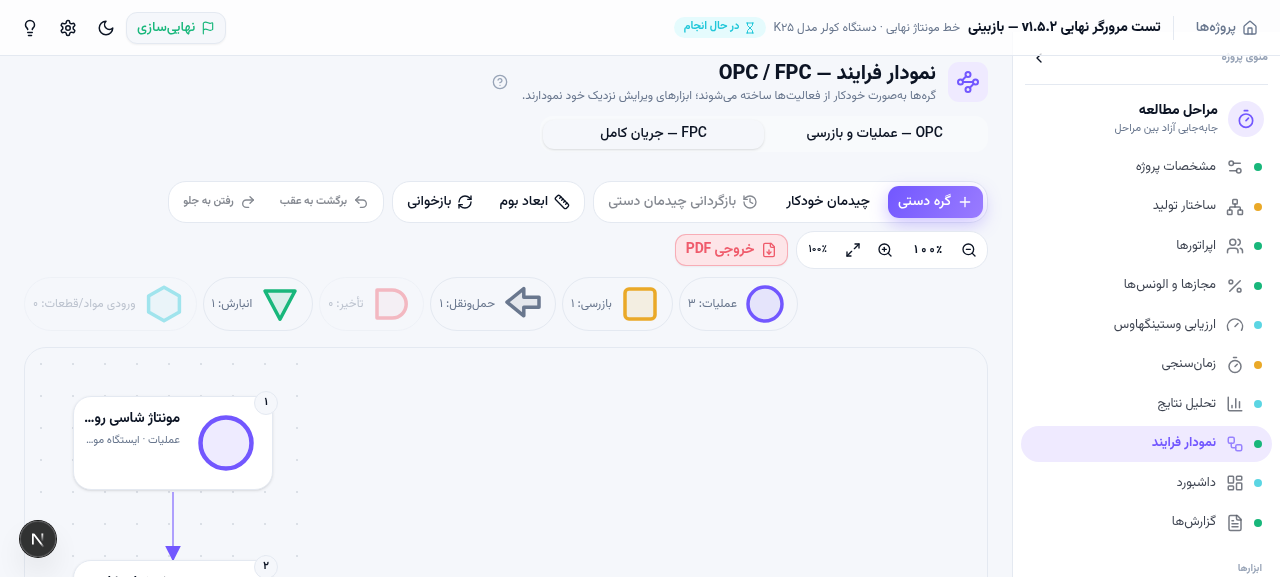 پروژه‌ها
تست مرورگر نهایی v۱.۵.۲ — بازبینی
خط مونتاژ نهایی · دستگاه کولر مدل K۲۵
در حال انجام
نهایی‌سازی
منوی پروژه
مراحل مطالعه
جابه‌جایی آزاد بین مراحل
مشخصات پروژه
ساختار تولید
اپراتورها
مجازها و الونس‌ها
ارزیابی وستینگهاوس
زمان‌سنجی
تحلیل نتایج
نمودار فرایند
داشبورد
گزارش‌ها
ابزارها
نمودار فرایند — OPC / FPC
گره‌ها به‌صورت خودکار از فعالیت‌ها ساخته می‌شوند؛ ابزارهای ویرایش نزدیک خود نمودارند.
OPC — عملیات و بازرسی
FPC — جریان کامل
گره دستی
چیدمان خودکار
بازگردانی چیدمان دستی
ابعاد بوم
بازخوانی
برگشت به عقب
رفتن به جلو
۱۰۰٪
۱۰۰٪
خروجی PDF
عملیات: ۳
بازرسی: ۱
حمل‌ونقل: ۱
تأخیر: ۰
انبارش: ۱
ورودی مواد/قطعات: ۰
۱
مونتاژ شاسی رو...
عملیات · ایستگاه مو...
۲